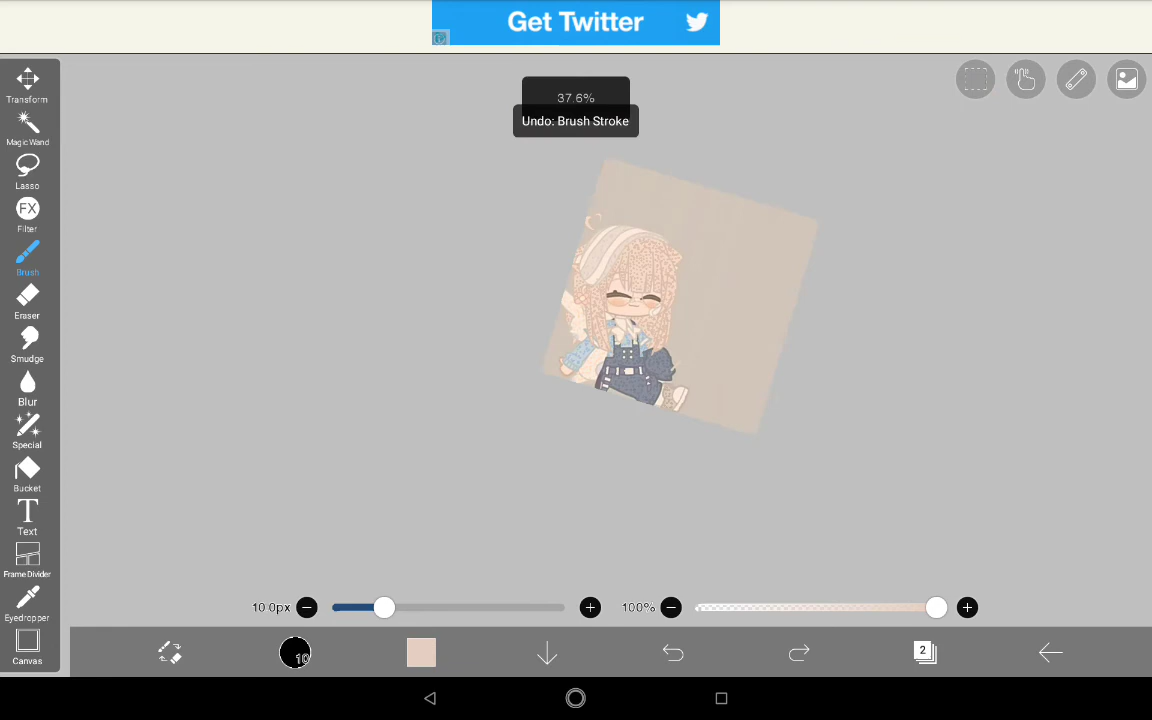 Get Twitter
37.6%
Undo: Brush Stroke
Transform
Magic Wand
Lasso
FX
Filter
Brush
Eraser
Smudge
Blur
Special
Bucket
T
Text
Frame Divider
Eyedropper
Canvas
10.0px
100%
10
2